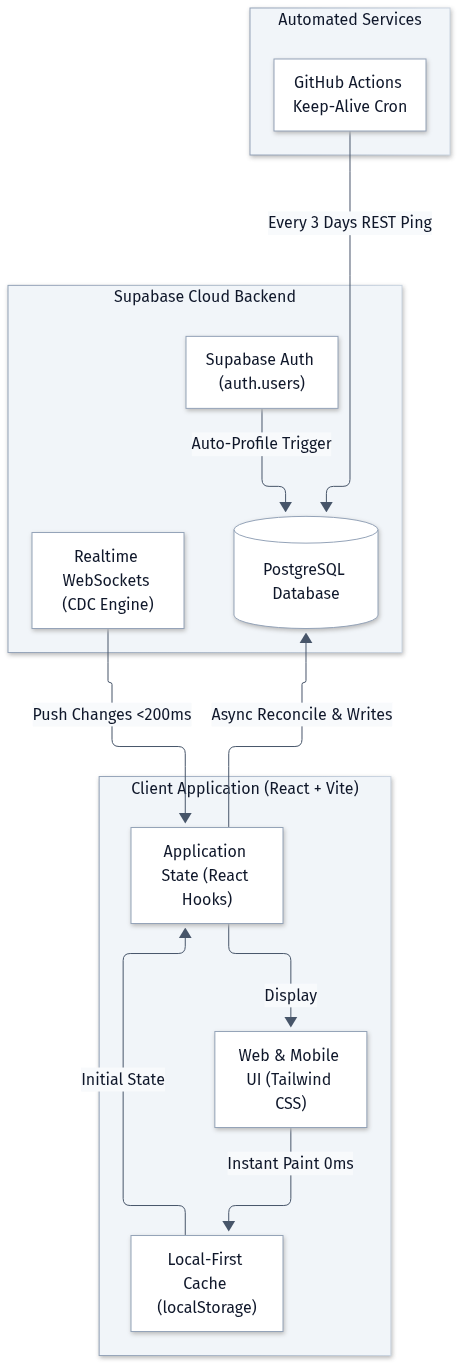 Automated Services
GitHub Actions
Keep-Alive Cron
Every 3 Days REST Ping
Supabase Cloud Backend
Supabase Auth
(auth.users)
Auto-Profile Trigger
Realtime
WebSockets
(CDC Engine)
PostgreSQL
Database
Push Changes <200ms
Async Reconcile & Writes
Client Application (React + Vite)
Application
State (React
Hooks)
Display
Web & Mobile
UI (Tailwind
CSS)
Initial State
Instant Paint 0ms
Local-First
Cache
(localStorage)